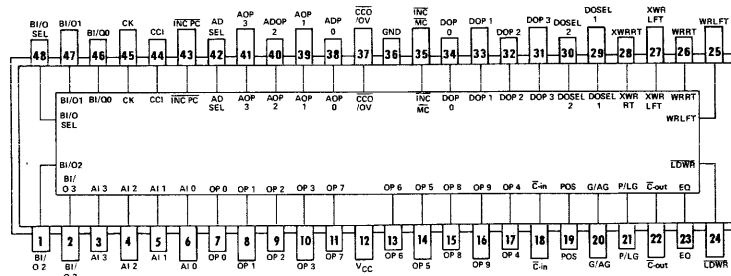 BI/O SEL BI/O1 BI/O0 CK CCI INC PC AD SEL AOP 3 ADOP 2 AOP 1 ADP 0 CCO /OV GND INC MC DOP 0 DOP 1 DOP 2 DOP 3 DOSEL 2 DOSEL 1 XWRRT XWR LFT WRRT WRLFT
48 47 46 45 44 43 42 41 40 39 38 37 36 35 34 33 32 31 30 29 28 27 26 25
BI/O1 BI/O0 CK CCI INC PC AD SEL AOP 3 AOP 2 AOP 1 AOP 0 CCO /OV INC MC DOP 0 DOP 1 DOP 2 DOP 3 DOSEL 2 DOSEL 1 XWR RT XWR LFT WRRT
BI/O SEL WRLFT
BI/O2 LDWR
BI/ O 3 AI 3 AI 2 AI 1 AI 0 OP 0 OP 1 OP 2 OP 3 OP 7 OP 6 OP 5 OP 8 OP 9 OP 4 C-in POS G/AG P/LG C-out EQ
1 2 3 4 5 6 7 8 9 10 11 12 13 14 15 16 17 18 19 20 21 22 23 24
BI/ O 2 BI/ O 3 AI 3 AI 2 AI 1 AI 0 OP 0 OP 1 OP 2 OP 3 OP 7 VCC OP 6 OP 5 OP 8 OP 9 OP 4 C-in POS G/AG P/LG C-out EQ LDWR